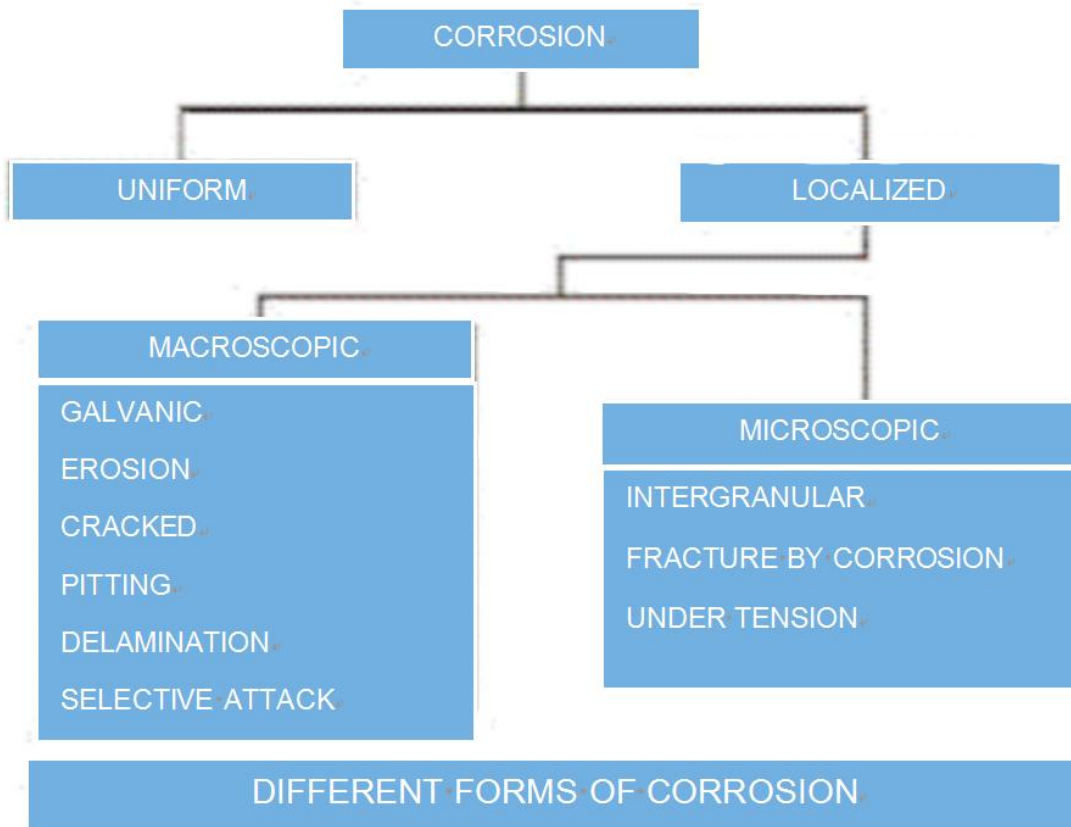 CORROSION
UNIFORM
LOCALIZED
MACROSCOPIC
GALVANIC
EROSION
CRACKED
PITTING
DELAMINATION
SELECTIVE ATTACK
MICROSCOPIC
INTERGRANULAR
FRACTURE BY CORROSION
UNDER TENSION
DIFFERENT FORMS OF CORROSION